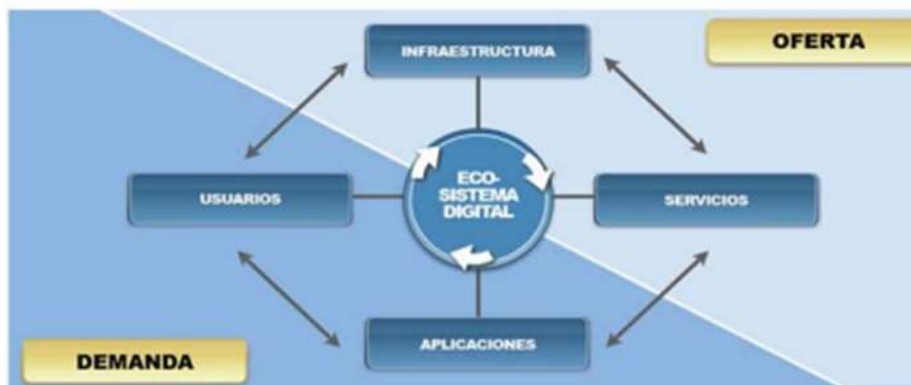 INFRAESTRUCTURA
OFERTA
USUARIOS
ECO-
SISTEMA
DIGITAL
SERVICIOS
APLICACIONES
DEMANDA